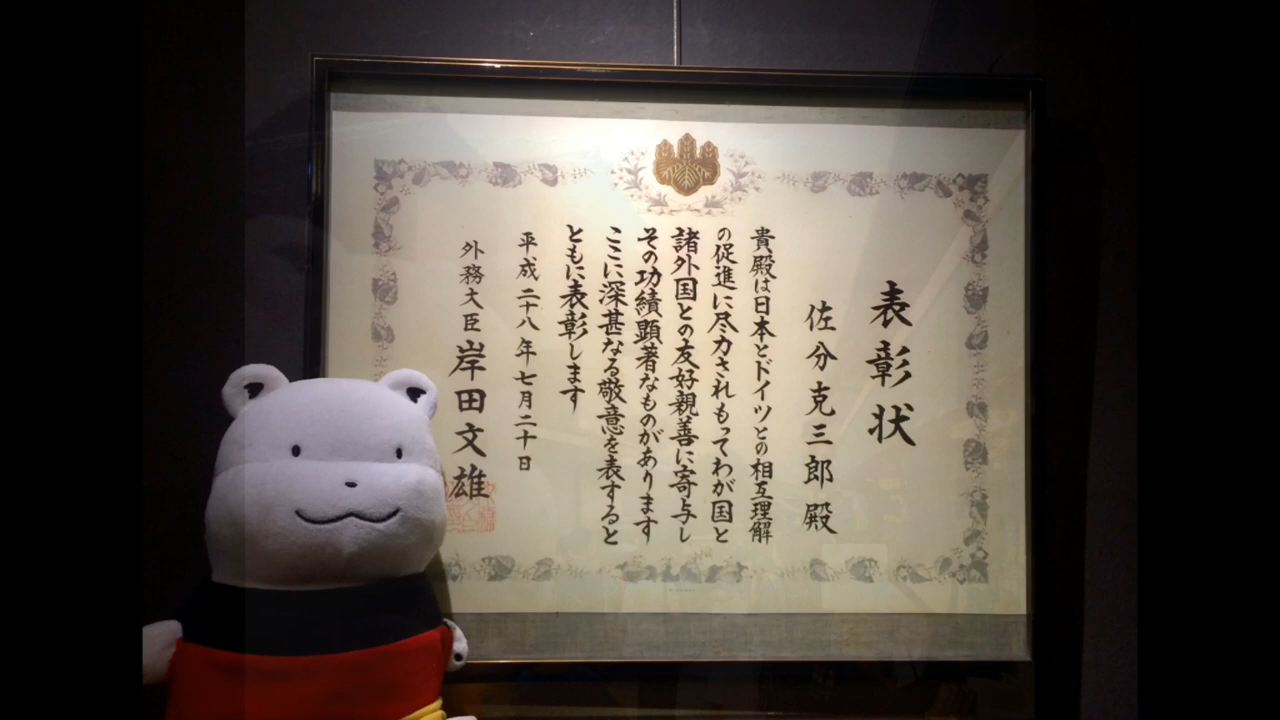 表彰状
佐分克三郎殿
貴殿は日本とドイツとの相互理解
の促進に尽力されもってわが国と
諸外国との友好親善に寄与し
その功績顕著なものがあります
ここに深甚なる敬意を表すると
ともに表彰します
平成二十八年七月二十日
外務大臣岸田文雄